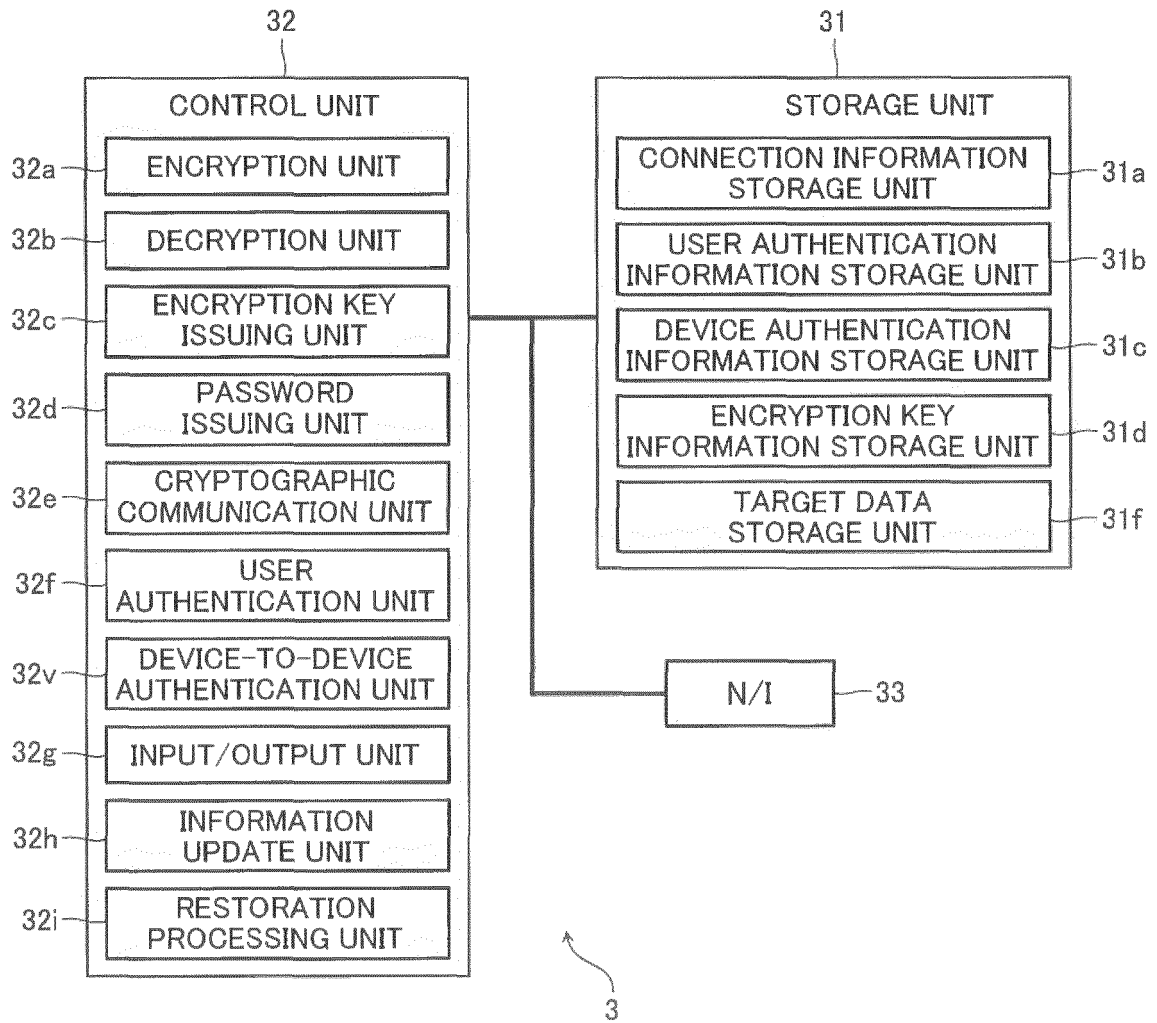 32
CONTROL UNIT
32a
ENCRYPTION UNIT
32b
DECRYPTION UNIT
32c
ENCRYPTION KEY
ISSUING UNIT
32d
PASSWORD
ISSUING UNIT
32e
CRYPTOGRAPHIC
COMMUNICATION UNIT
32f
USER
AUTHENTICATION UNIT
32v
DEVICE-TO-DEVICE
AUTHENTICATION UNIT
32g
INPUT/OUTPUT UNIT
32h
INFORMATION
UPDATE UNIT
32i
RESTORATION
PROCESSING UNIT
31
STORAGE UNIT
CONNECTION INFORMATION
STORAGE UNIT
31a
USER AUTHENTICATION
INFORMATION STORAGE UNIT
31b
DEVICE AUTHENTICATION
INFORMATION STORAGE UNIT
31c
ENCRYPTION KEY
INFORMATION STORAGE UNIT
31d
TARGET DATA
STORAGE UNIT
31f
N/I
33
3